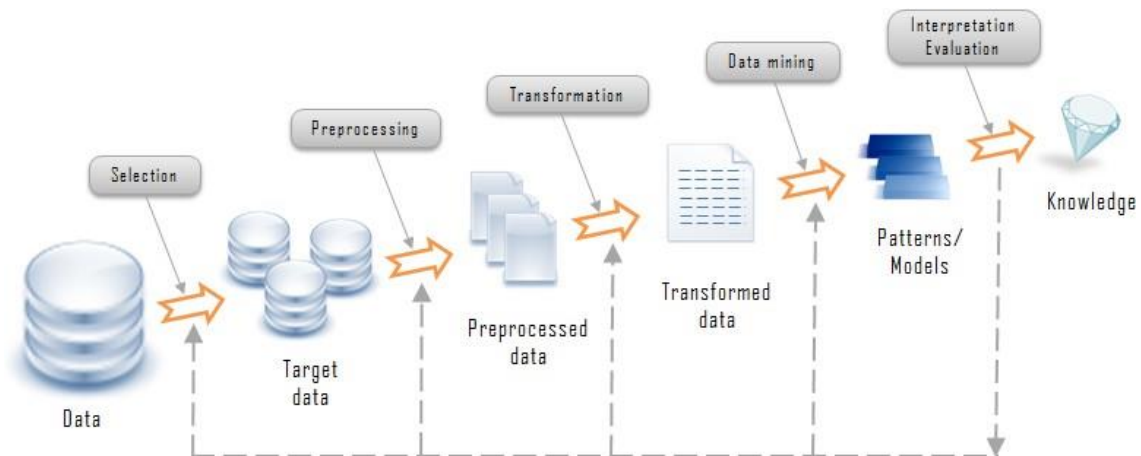 Interpretation
Evaluation
Data mining
Transformation
Preprocessing
Selection
Knowledge
Patterns/
Models
Transformed
data
Preprocessed
data
Target
data
Data